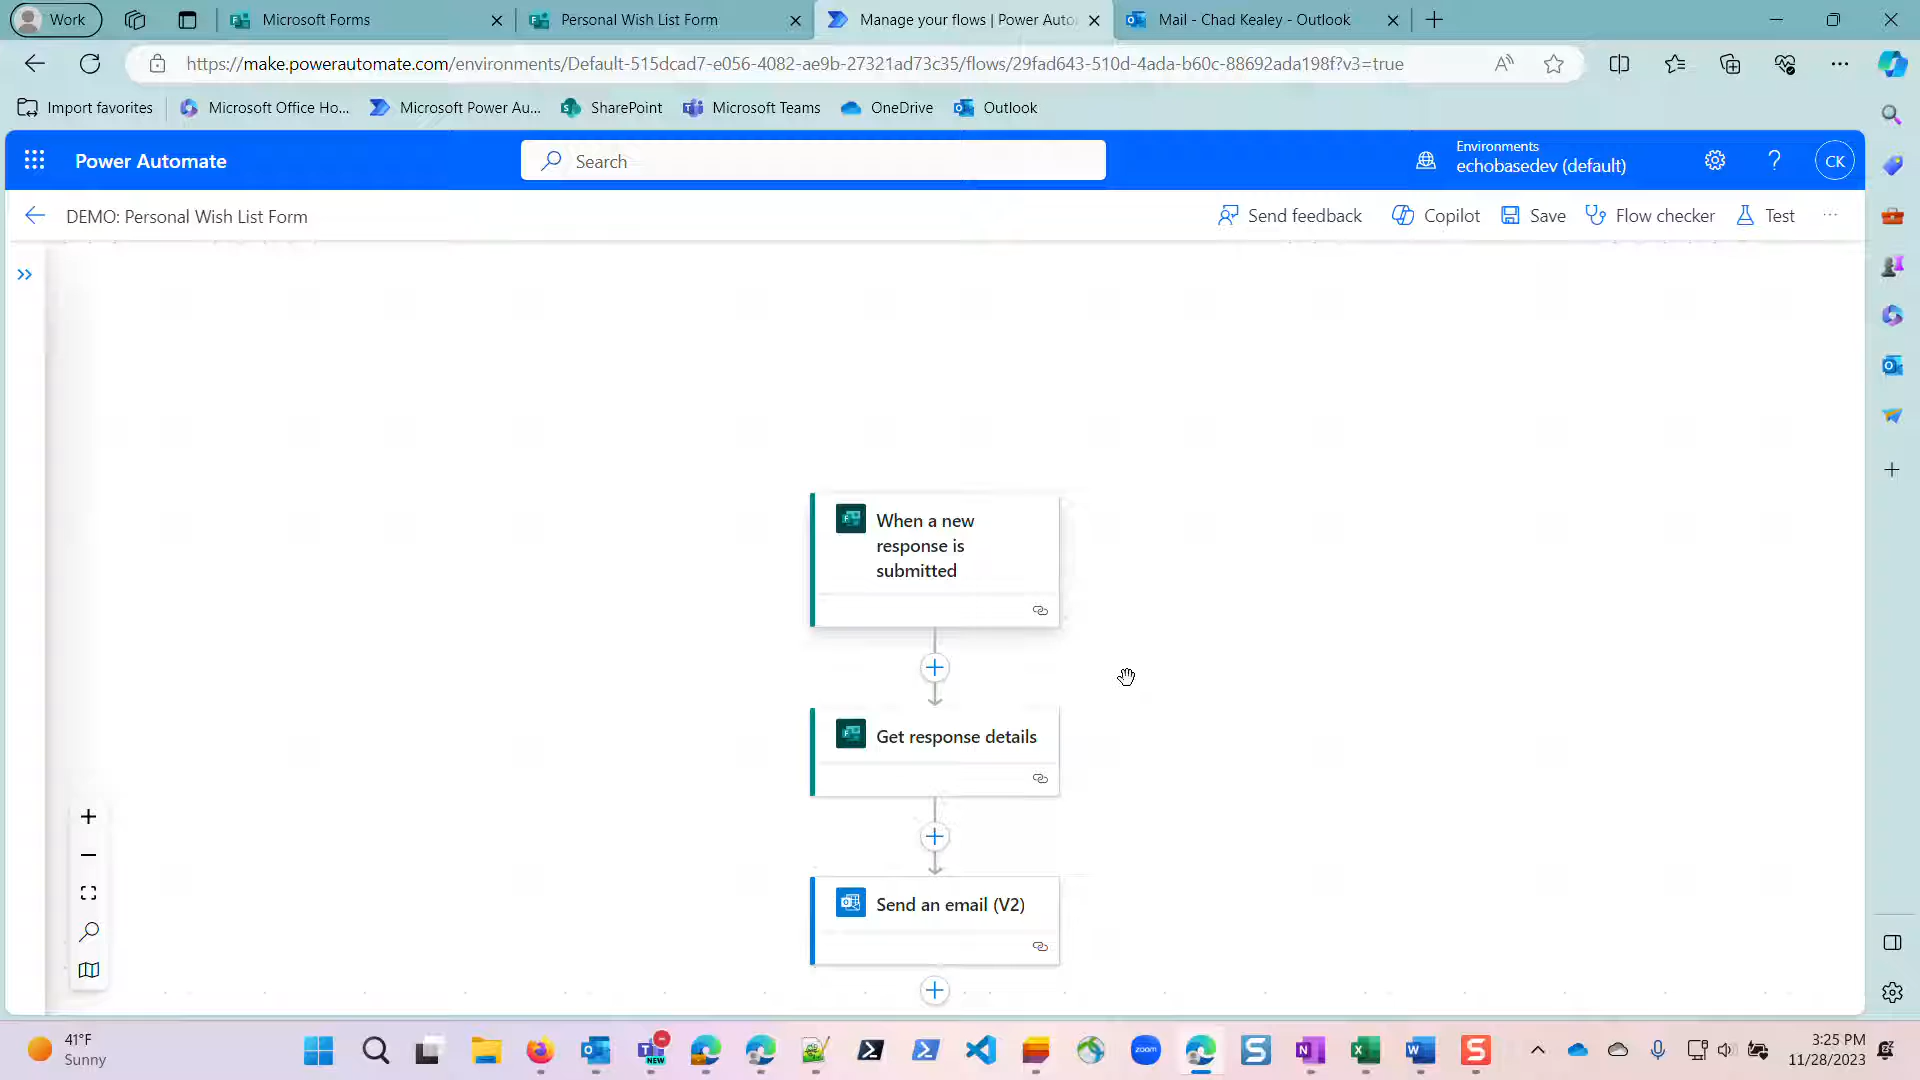 Work
Microsoft Forms
Personal Wish List Form
Manage your flows | Power Auto
Mail - Chad Kealey - Outlook
https://make.powerautomate.com/environments/Default-515dcad7-e056-4082-ae9b-27321ad73c35/flows/29fad643-510d-4ada-b60c-88692ada198f?v3=true
Import favorites
Microsoft Office Ho...
Microsoft Power Au...
SharePoint
Microsoft Teams
OneDrive
Outlook
Power Automate
Search
Environments
echobasedev (default)
CK
DEMO: Personal Wish List Form
Send feedback
Copilot
Save
Flow checker
Test
When a new
response is
submitted
Get response details
Send an email (V2)
41°F
Sunny
NEW
zoom
3:25 PM
11/28/2023